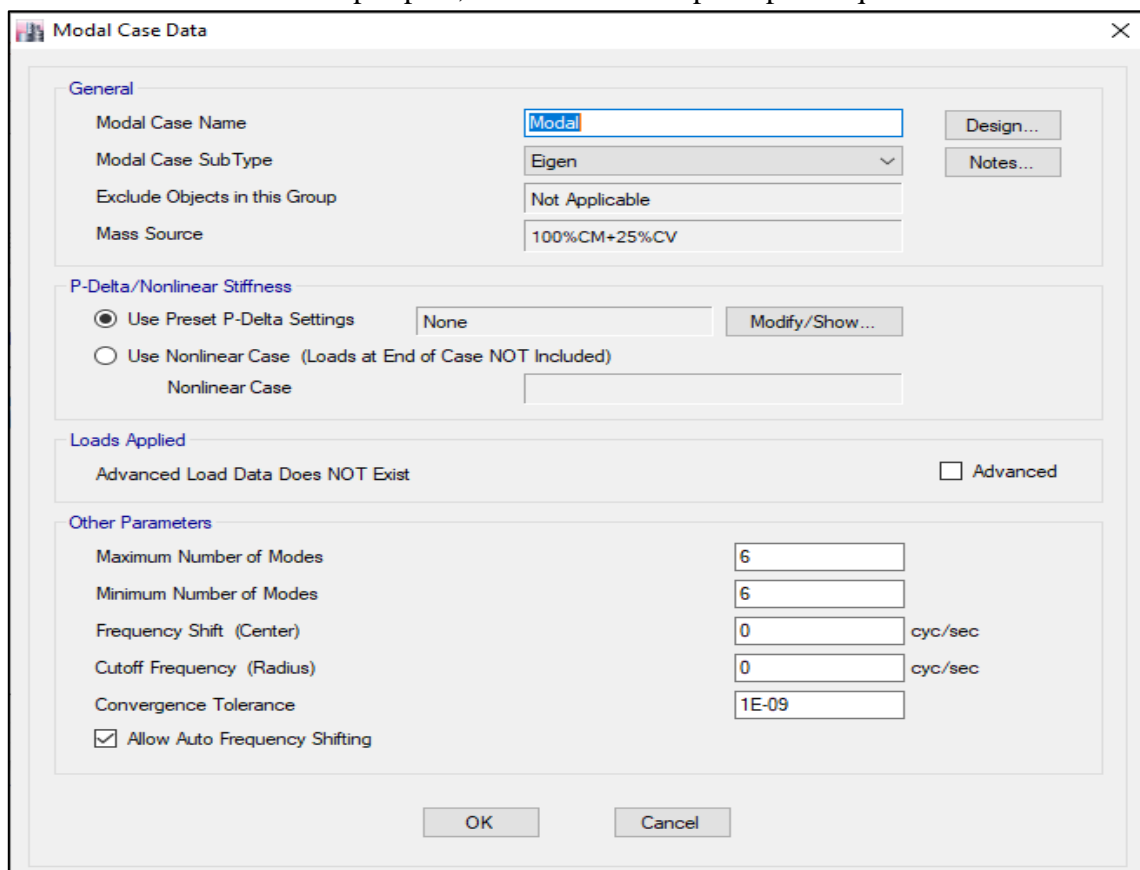 Modal Case Data
General
Modal Case Name Modal Design...
Modal Case SubType Eigen Notes...
Exclude Objects in this Group Not Applicable
Mass Source 100%CM+25%CV
P-Delta/Nonlinear Stiffness
Use Preset P-Delta Settings None Modify/Show...
Use Nonlinear Case (Loads at End of Case NOT Included)
Nonlinear Case
Loads Applied
Advanced Load Data Does NOT Exist Advanced
Other Parameters
Maximum Number of Modes 6
Minimum Number of Modes 6
Frequency Shift (Center) 0 cyc/sec
Cutoff Frequency (Radius) 0 cyc/sec
Convergence Tolerance 1E-09
Allow Auto Frequency Shifting
OK Cancel